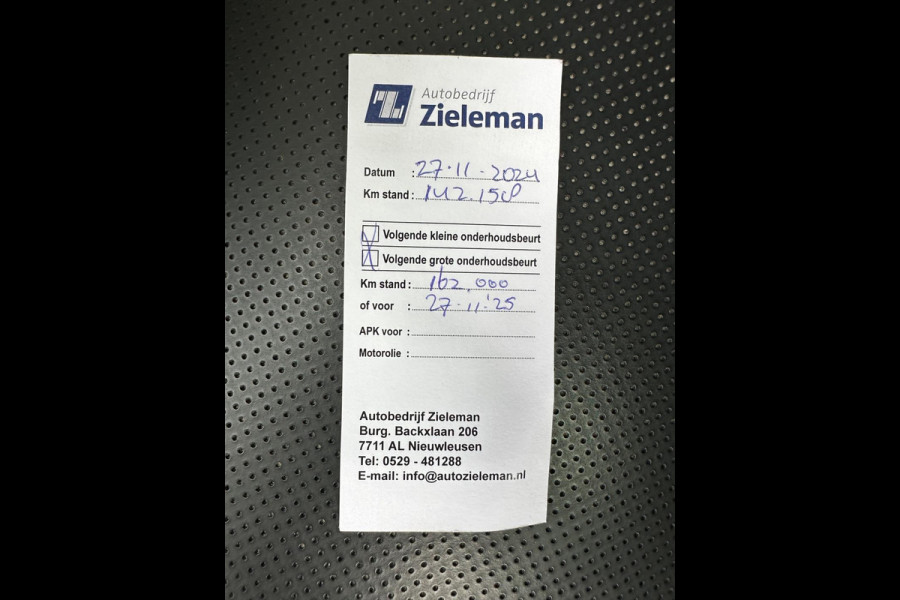 Autobedrijf
Zieleman
Datum : 27-11-2024
Km stand : 142.158
Volgende kleine onderhoudsbeurt
Volgende grote onderhoudsbeurt
Km stand : 162.000
of voor : 27-11-'25
APK voor :
Motorolie :
Autobedrijf Zieleman
Burg. Backxlaan 206
7711 AL Nieuwleusen
Tel: 0529 - 481288
E-mail: info@autozieleman.nl